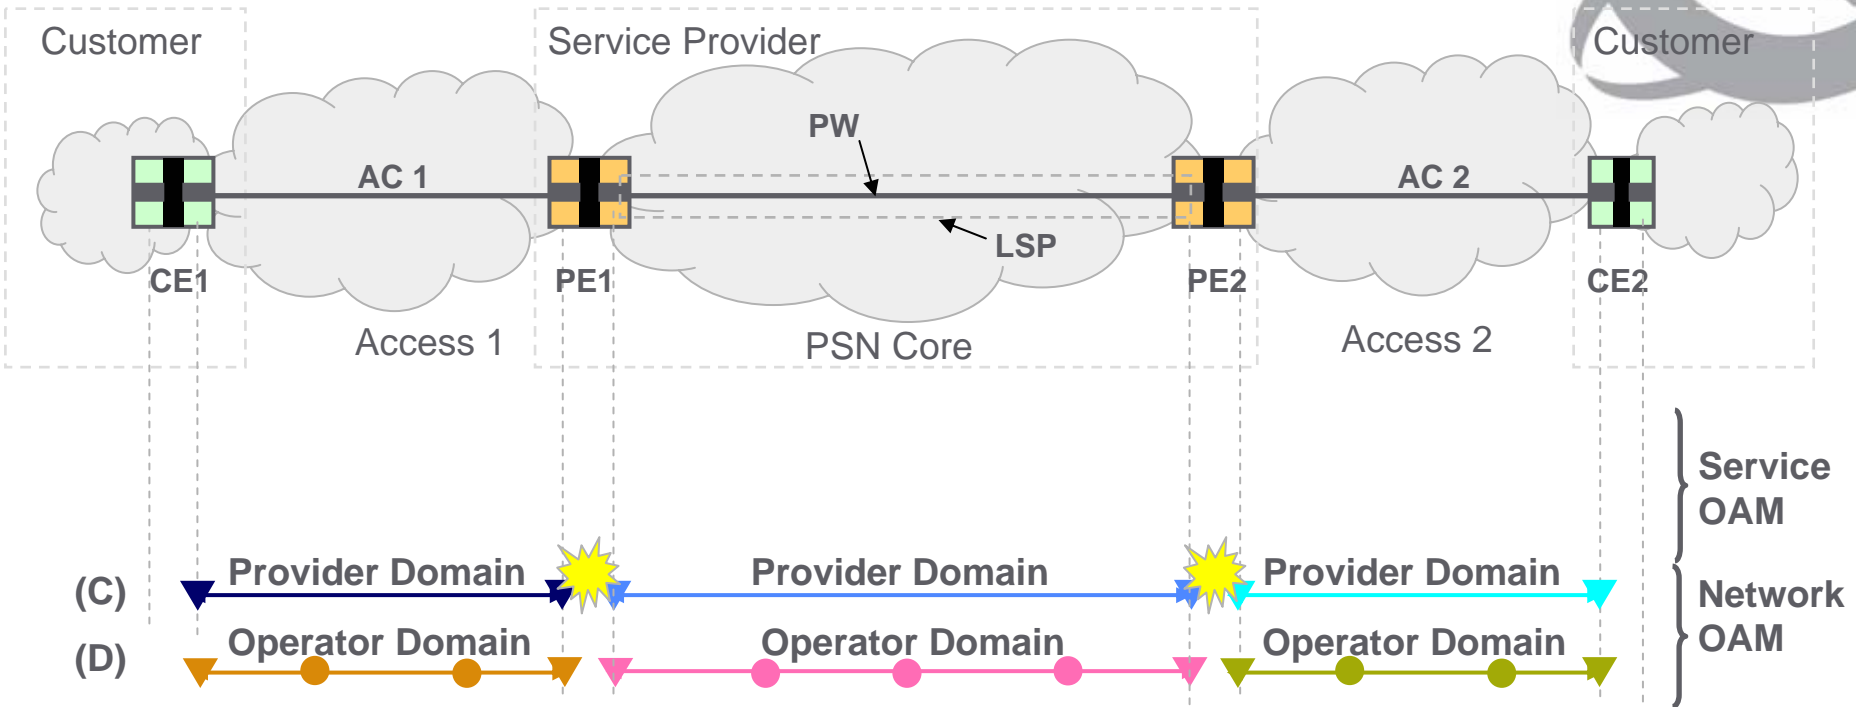 Customer
Service Provider
Customer
PW
AC 1
AC 2
LSP
CE1
PE1
PE2
CE2
Access 1
PSN Core
Access 2
Service
OAM
(C)
Provider Domain
Provider Domain
Provider Domain
Network
OAM
(D)
Operator Domain
Operator Domain
Operator Domain